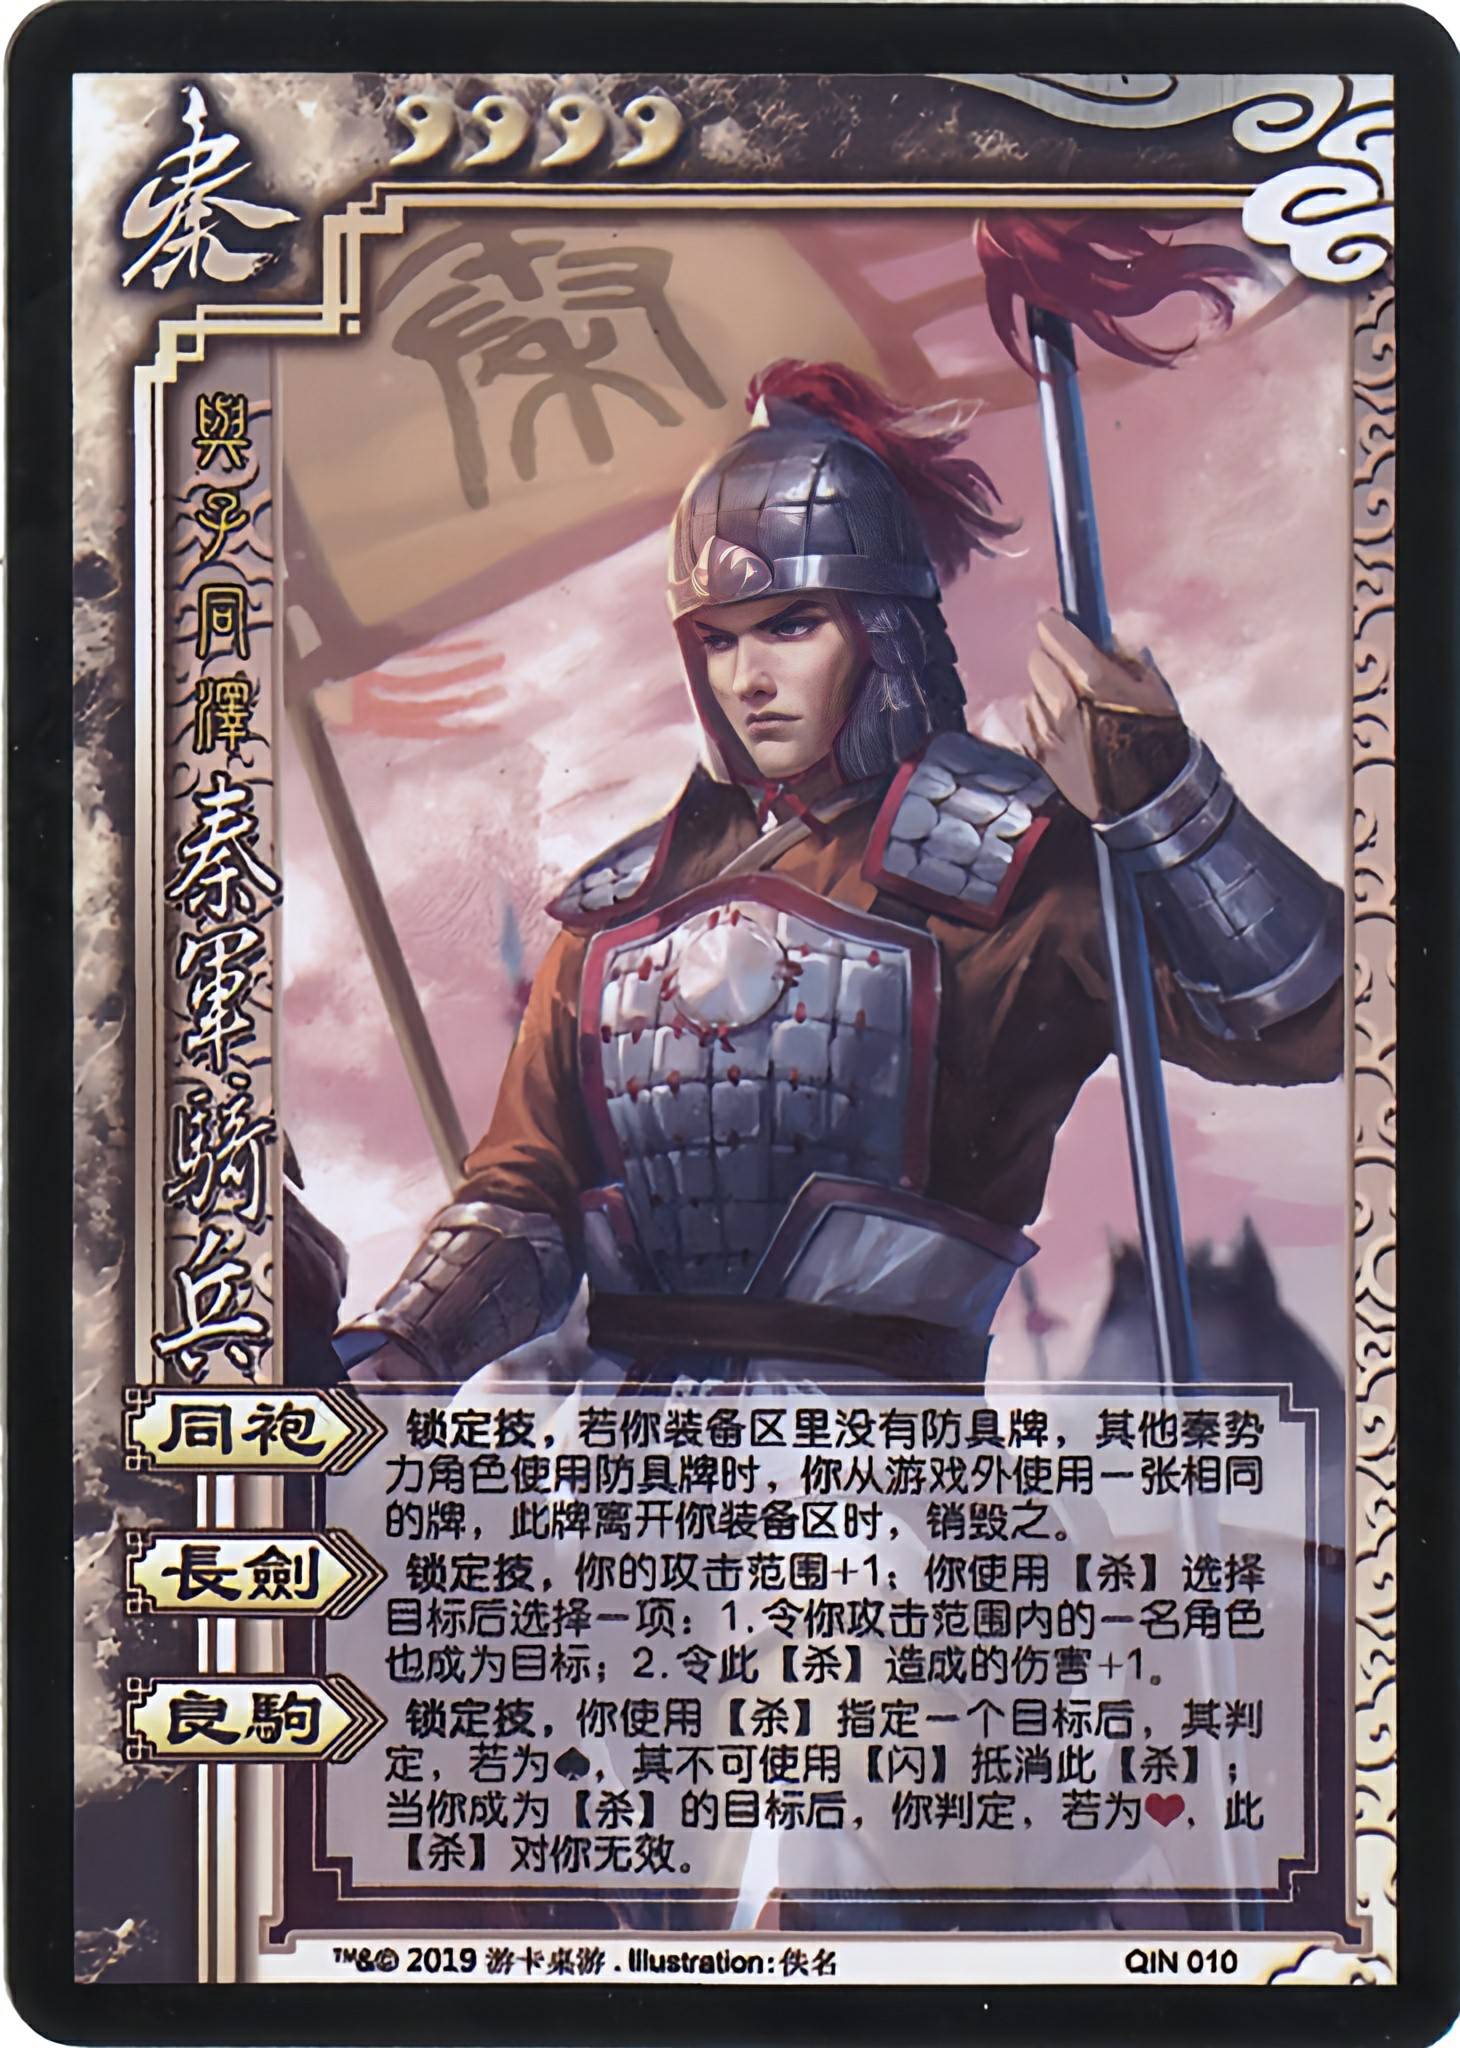 秦
秦
與子同澤
秦軍騎兵
同袍
锁定技，若你装备区里没有防具牌，其他秦势
力角色使用防具牌时，你从游戏外使用一张相同
的牌，此牌离开你装备区时，销毁之。
長劍
锁定技，你的攻击范围+1；你使用【杀】选择
目标后选择一项：1.令你攻击范围内的一名角色
也成为目标；2.令此【杀】造成的伤害+1。
良駒
锁定技，你使用【杀】指定一个目标后，其判
定，若为♠，其不可使用【闪】抵消此【杀】；
当你成为【杀】的目标后，你判定，若为♥，此
【杀】对你无效。
™&© 2019 游卡桌游 . Illustration: 佚名
QIN 010